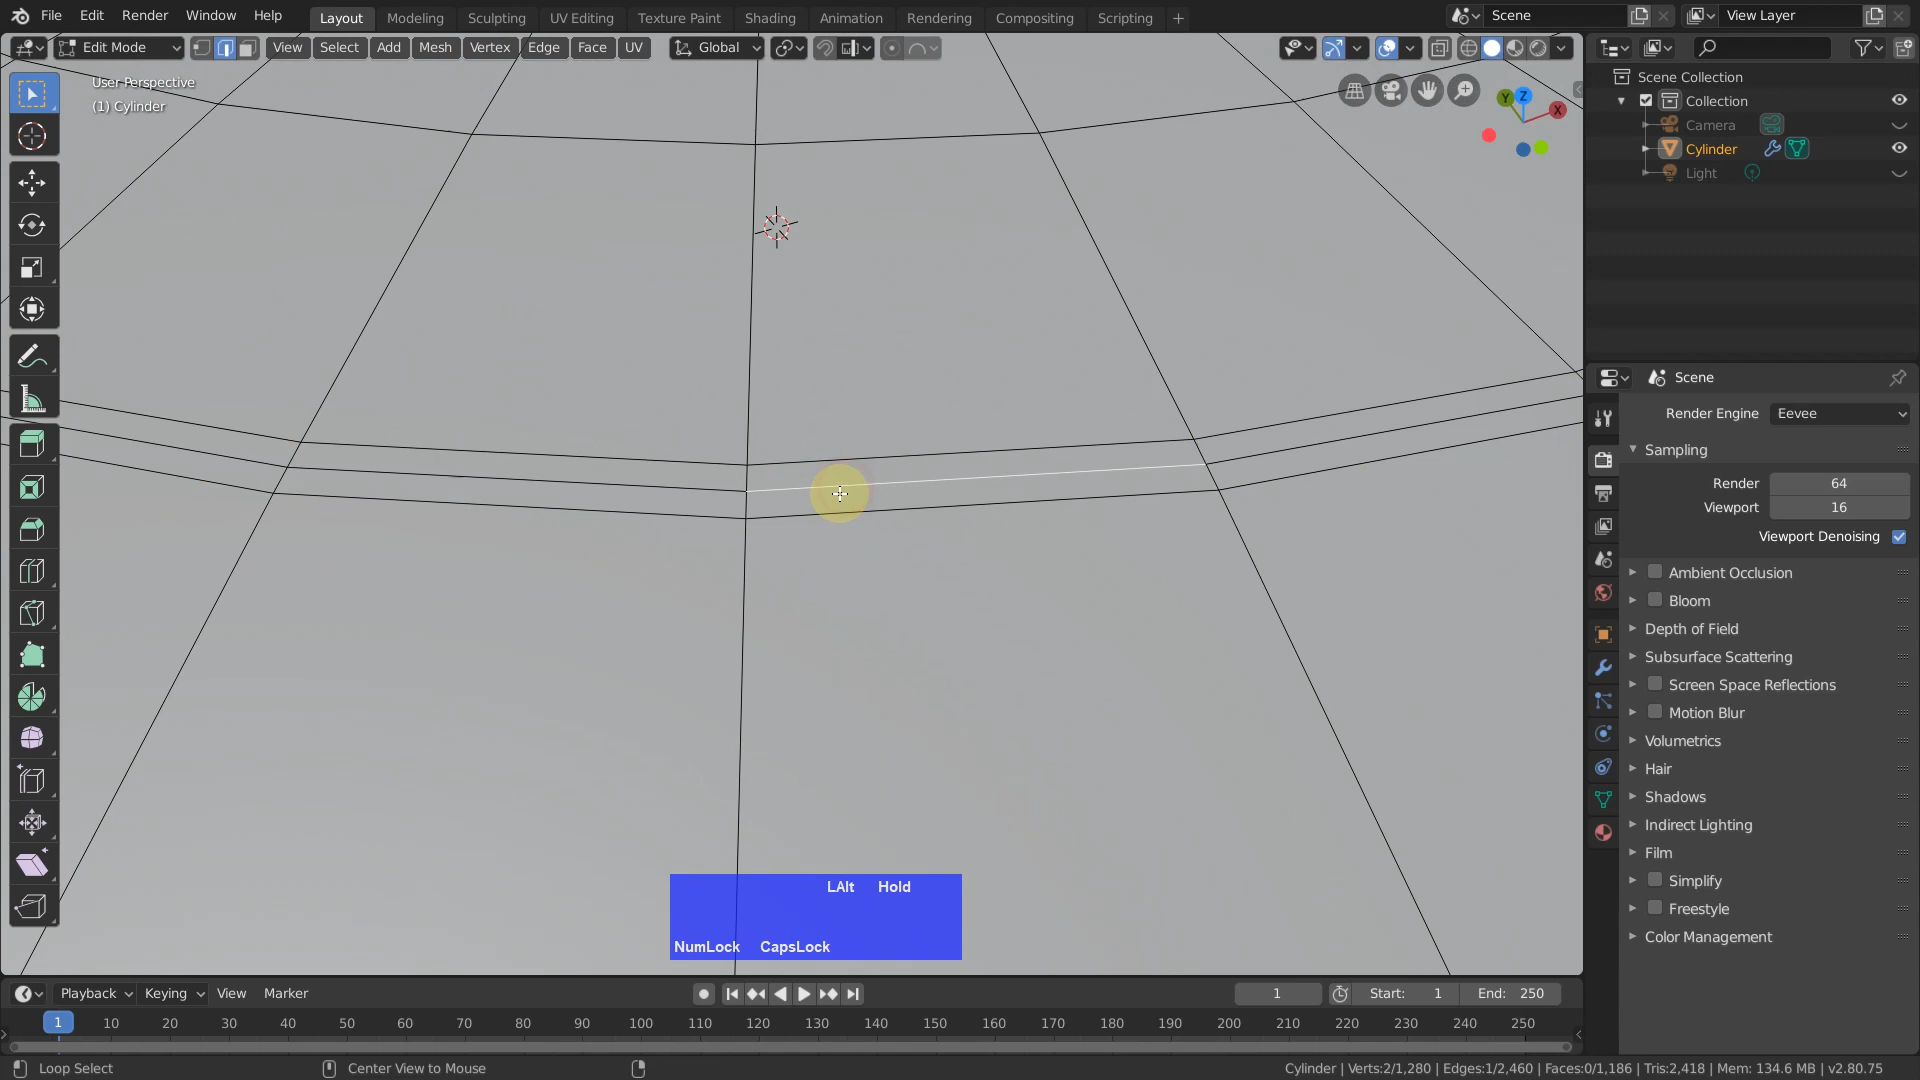 File Edit Render Window Help Layout Modeling Sculpting UV Editing Texture Paint Shading Animation Rendering Compositing Scripting + Scene View Layer
Edit Mode View Select Add Mesh Vertex Edge Face UV Global
User Perspective
(1) Cylinder
Y Z X
Scene Collection
Collection
Camera
Cylinder
Light
Scene
Render Engine Eevee
Sampling
Render 64
Viewport 16
Viewport Denoising
Ambient Occlusion
Bloom
Depth of Field
Subsurface Scattering
Screen Space Reflections
Motion Blur
Volumetrics
Hair
Shadows
Indirect Lighting
Film
Simplify
Freestyle
Color Management
LAlt Hold
NumLock CapsLock
Playback Keying View Marker 1 Start: 1 End: 250
1 10 20 30 40 50 60 70 80 90 100 110 120 130 140 150 160 170 180 190 200 210 220 230 240 250
Loop Select Center View to Mouse Cylinder | Verts:2/1,280 | Edges:1/2,460 | Faces:0/1,186 | Tris:2,418 | Mem: 134.6 MB | v2.80.75